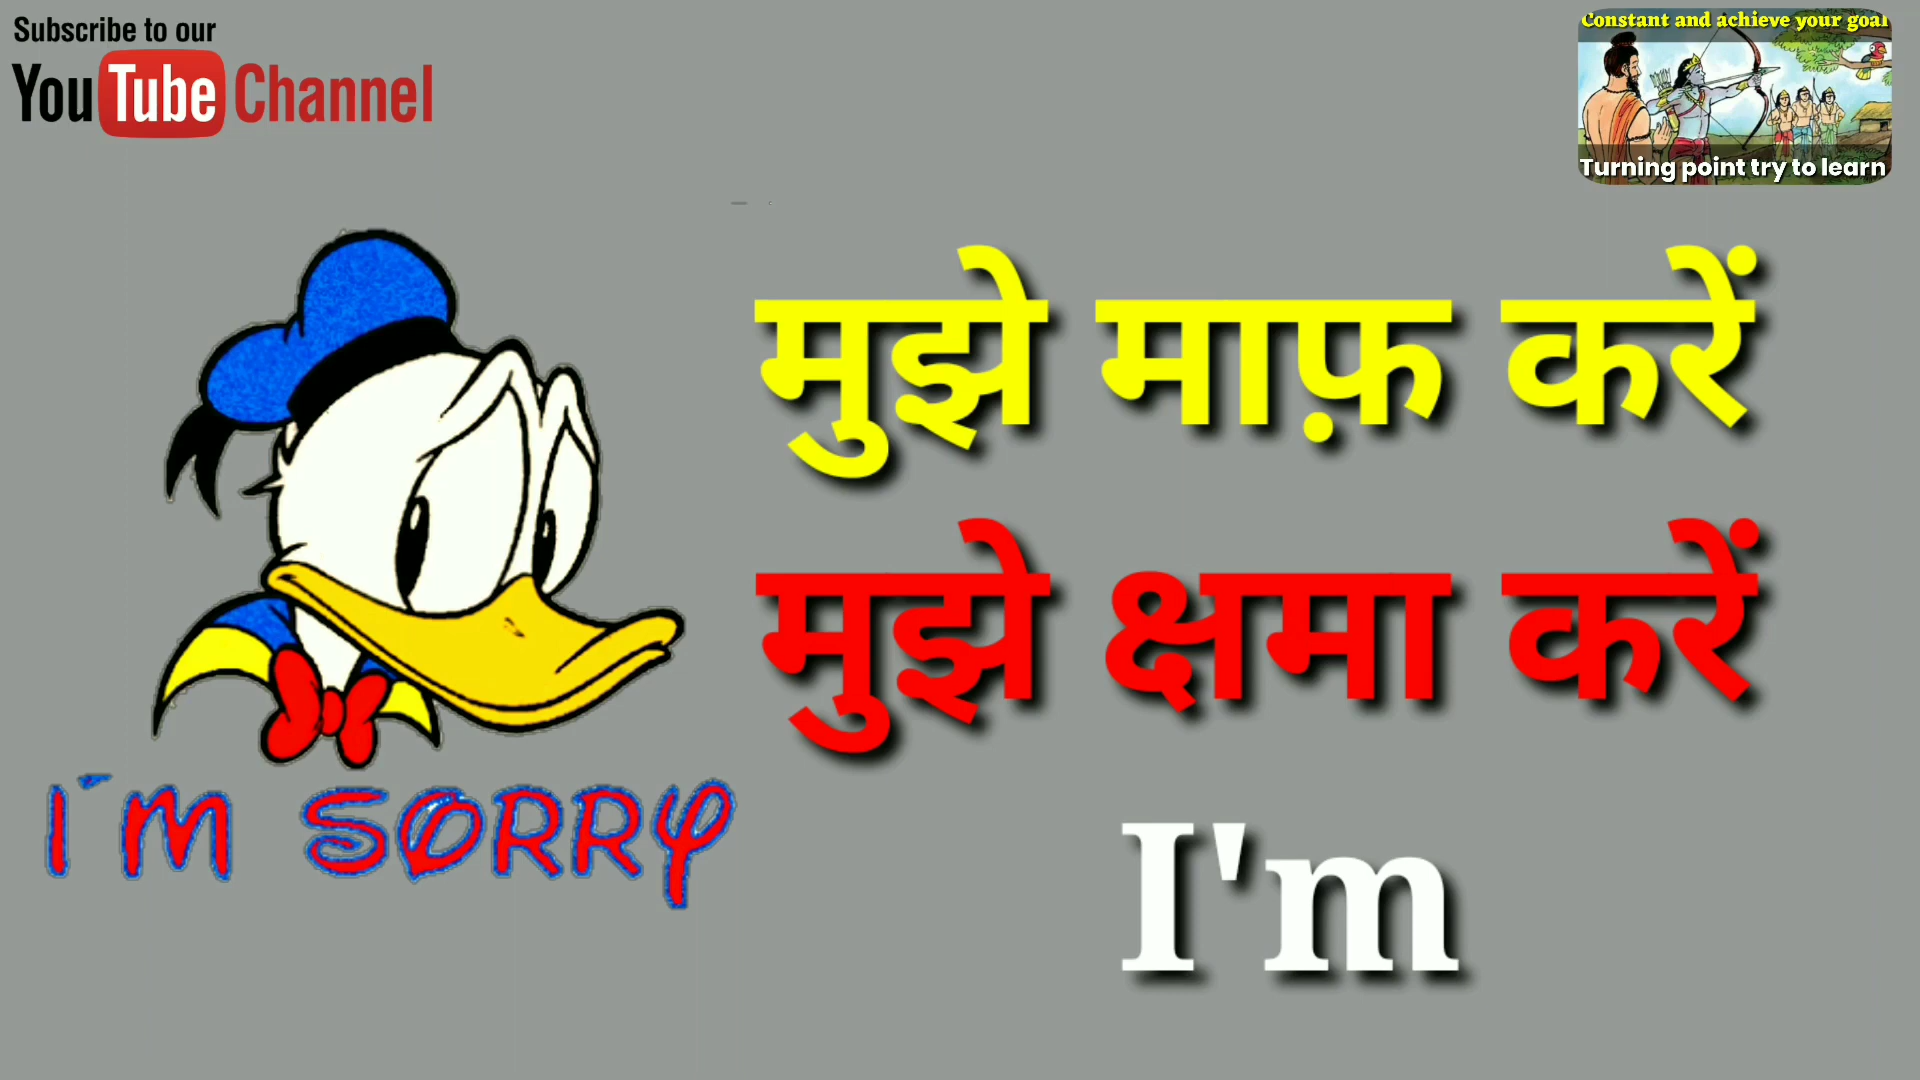 Subscribe to our
YouTube Channel
Constant and achieve your goal
Turning point try to learn
मुझे माफ़ करें
मुझे क्षमा करें
I'm
I'M SORRY